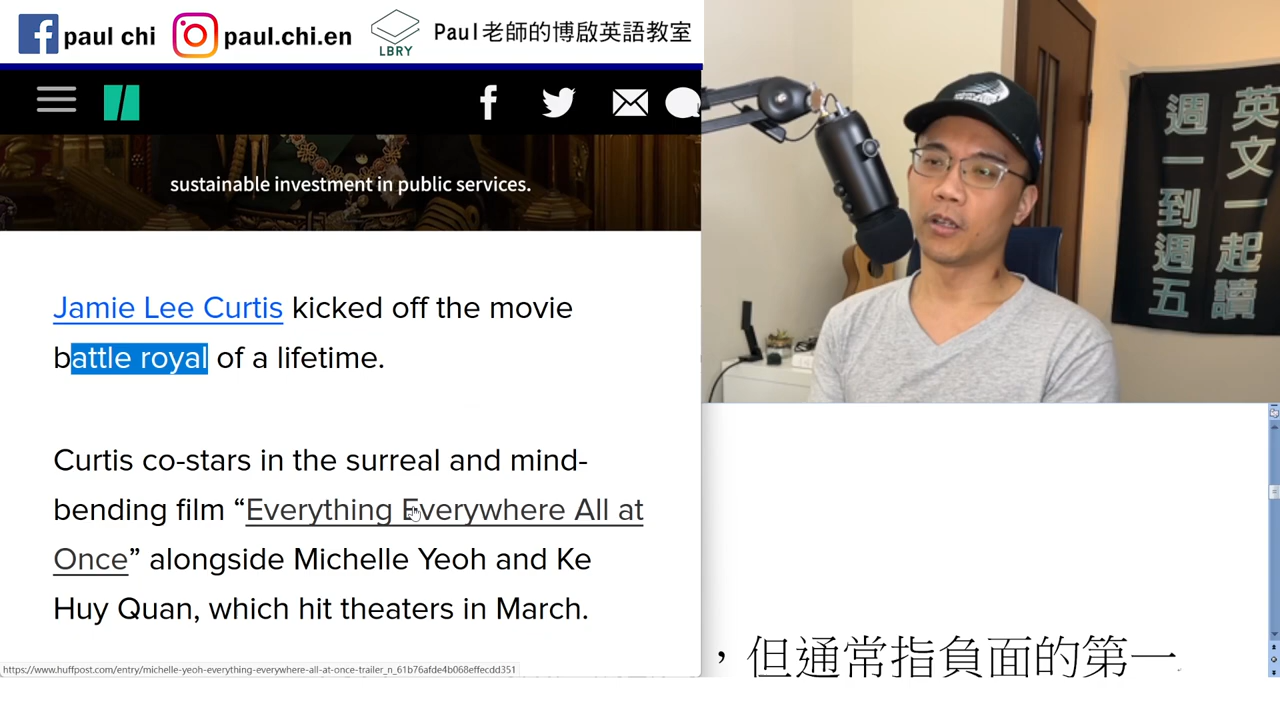 paul chi
paul.chi.en
LBRY
Paul老師的博啟英語教室
sustainable investment in public services.
Jamie Lee Curtis kicked off the movie
battle royal of a lifetime.
Curtis co-stars in the surreal and mind-
bending film “Everything Everywhere All at
Once” alongside Michelle Yeoh and Ke
Huy Quan, which hit theaters in March.
https://www.huffpost.com/entry/michelle-yeoh-everything-everywhere-all-at-once-trailer_n_61b76afde4b068effecdd351
英文一起讀
週一到週五
，但通常指負面的第一